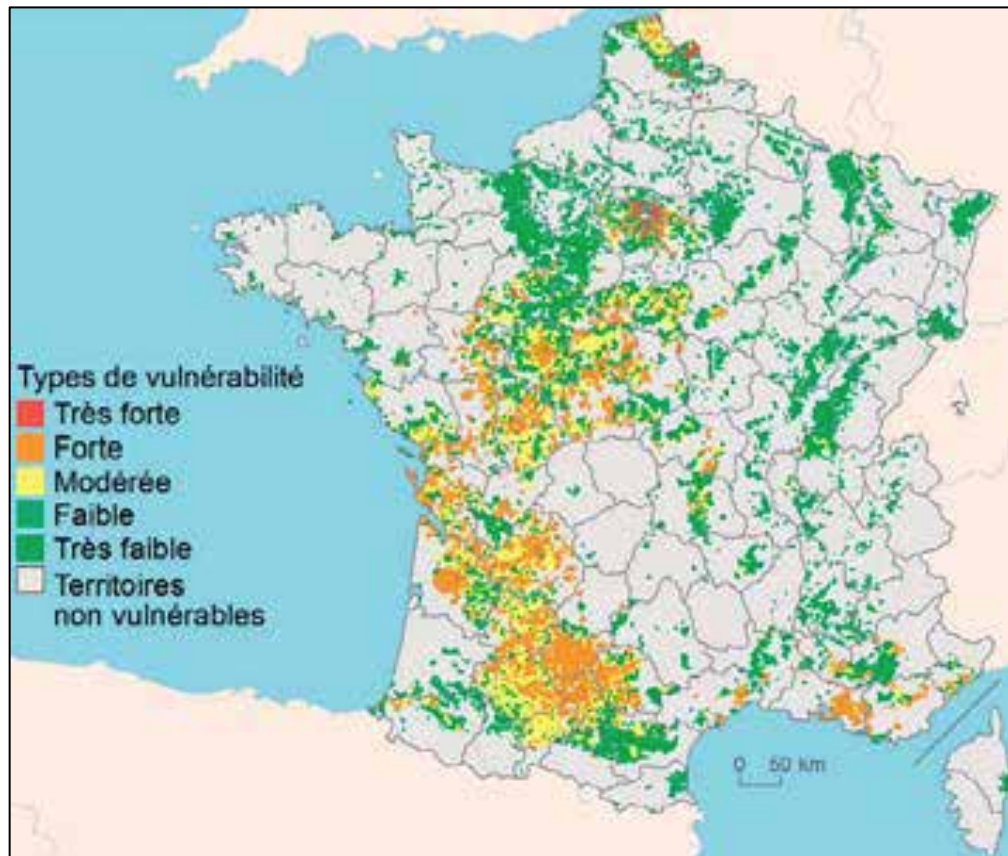 Types de vulnérabilité
Très forte
Forte
Modérée
Faible
Très faible
Territoires
non vulnérables
0 50 km